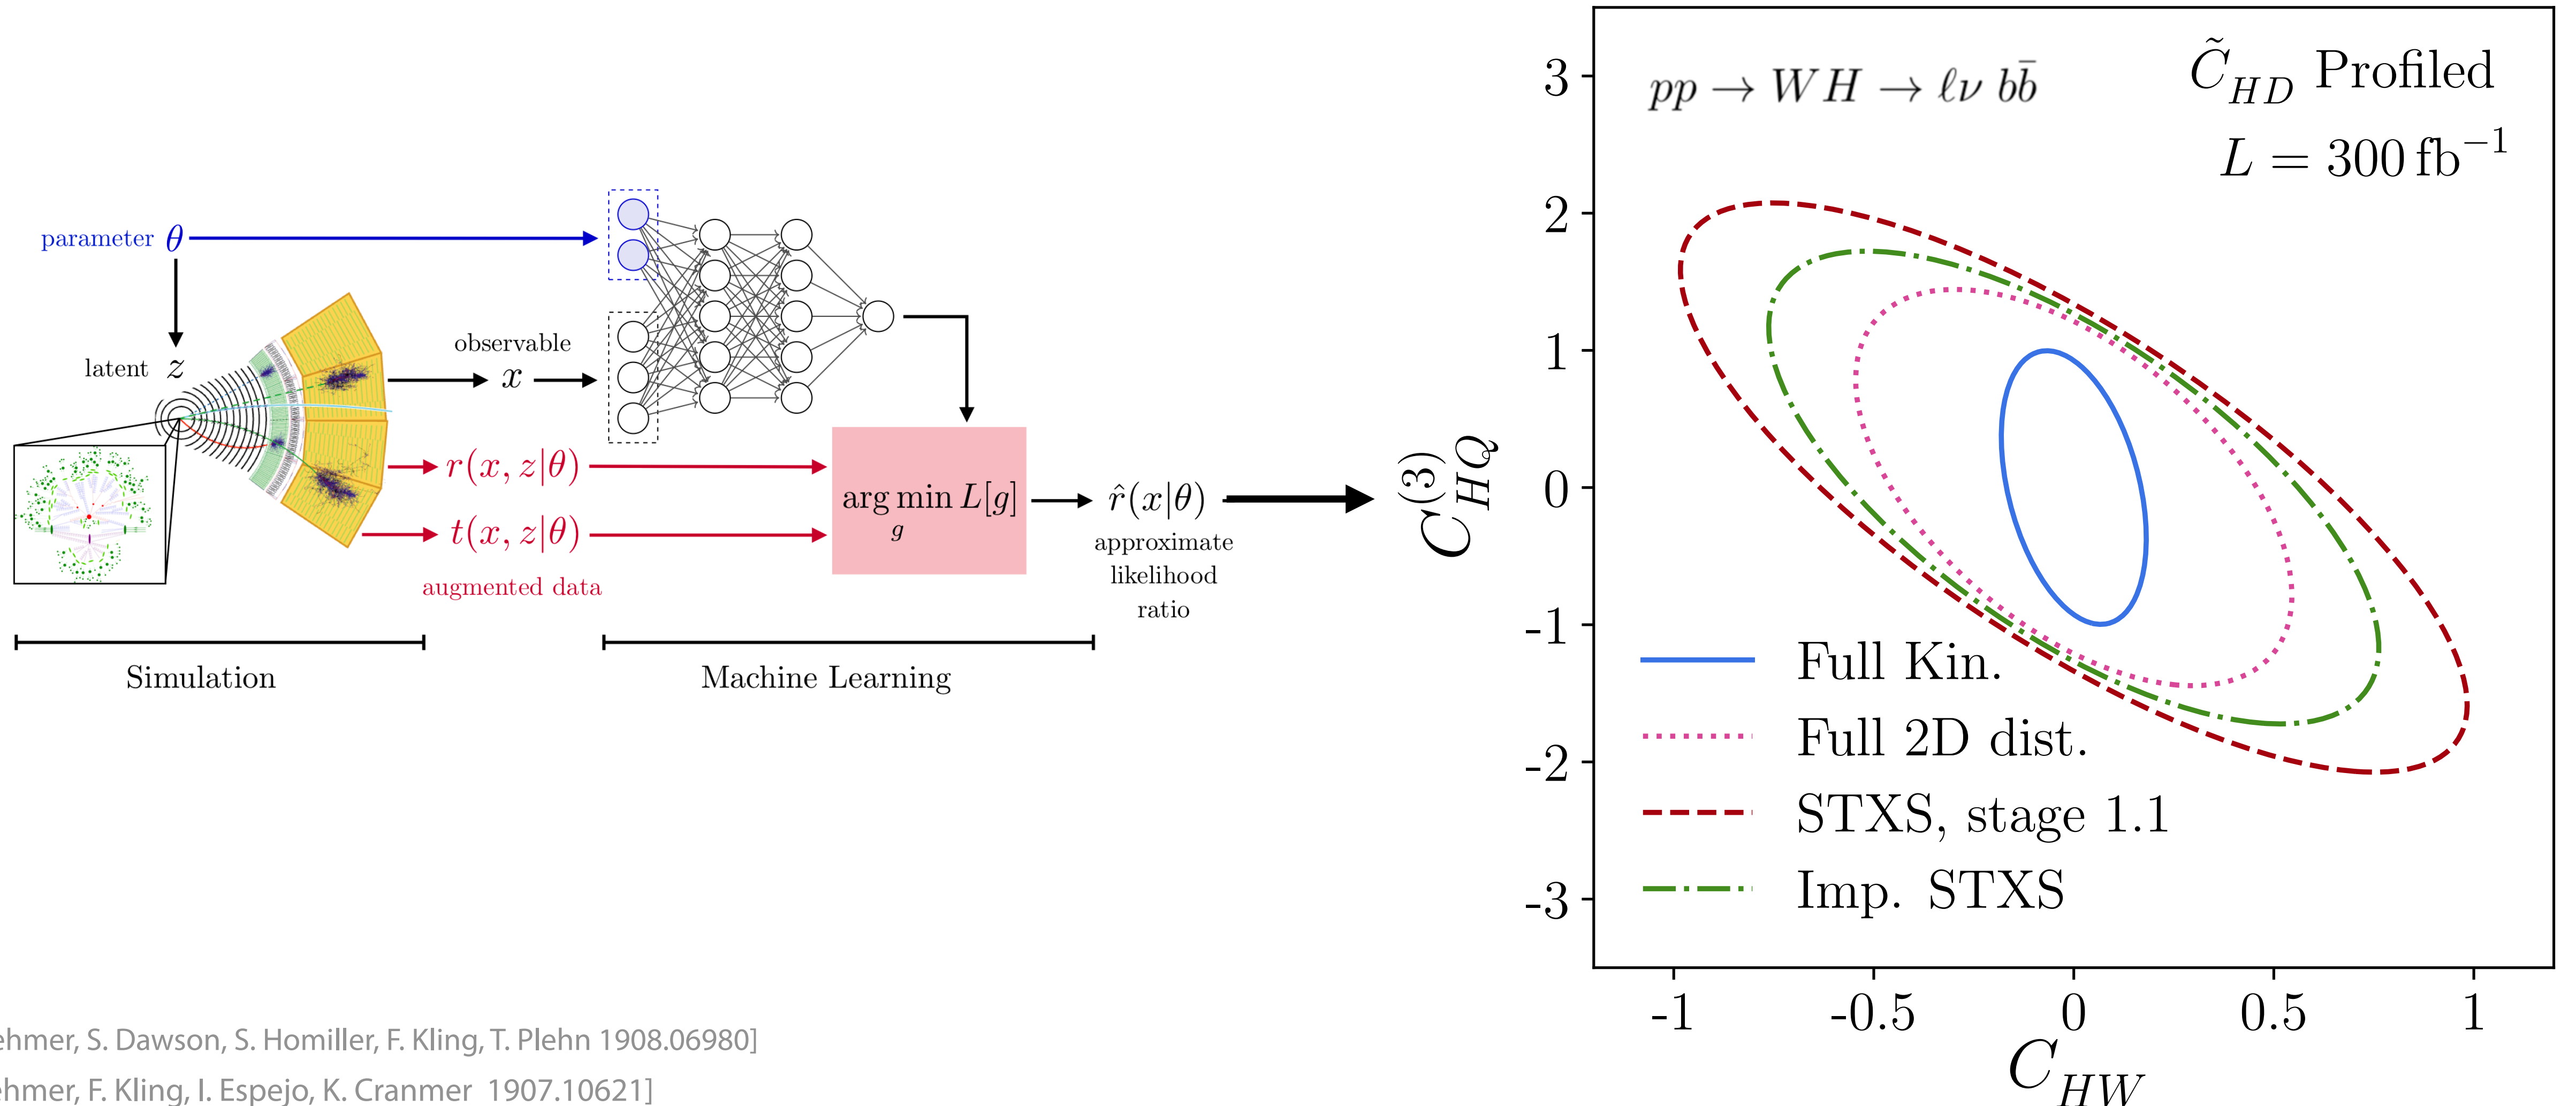 parameter θ
latent z
observable
x
r(x, z|θ)
t(x, z|θ)
augmented data
arg min L[g]
g
r̂(x|θ)
approximate
likelihood
ratio
Simulation
Machine Learning
ehmer, S. Dawson, S. Homiller, F. Kling, T. Plehn 1908.06980]
ehmer, F. Kling, I. Espejo, K. Cranmer 1907.10621]
pp → WH → ℓν bb̄
C̃_{HD} Profiled
L = 300 fb⁻¹
C_{HQ}^{(3)}
3
2
1
0
-1
-2
-3
Full Kin.
Full 2D dist.
STXS, stage 1.1
Imp. STXS
-1 -0.5 0 0.5 1
C_{HW}